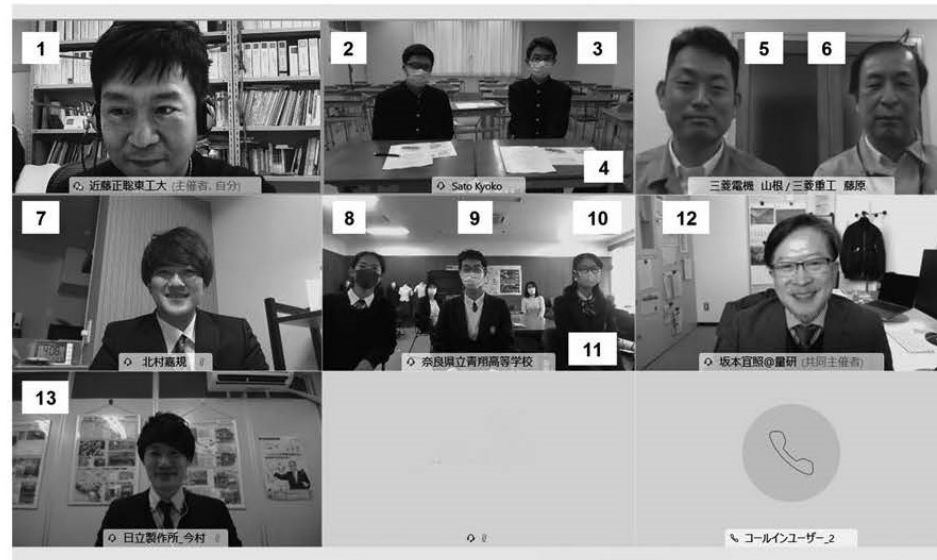 1
2
3
4
5
6
近藤正聡東工大 (主催者, 自分)
Sato Kyoko
三菱電機 山根 / 三菱重工 藤原
7
8
9
10
11
12
北村嘉規
奈良県立青翔高等学校
坂本宜照@量研 (共同主催者)
13
日立製作所_今村
コールインユーザー_2